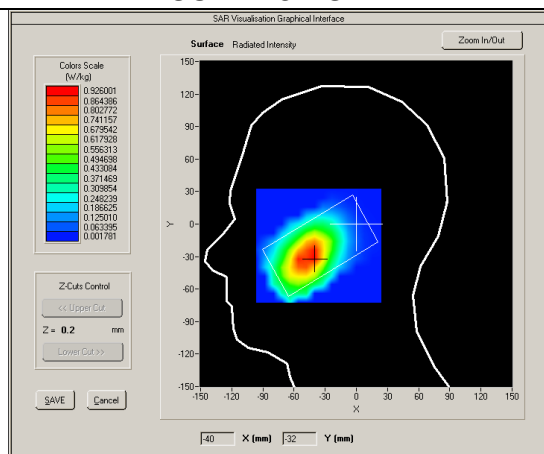 SAR Visualisation Graphical Interface
Surface Radiated Intensity
Zoom In/Out
Colors Scale
(W/kg)
0.926001
0.864386
0.802772
0.741157
0.679542
0.617928
0.556313
0.494698
0.433084
0.371469
0.309854
0.248239
0.186625
0.125010
0.063395
0.001781
Z-Cuts Control
<< Upper Cut
Z = 0.2 mm
Lower Cut >>
SAVE Cancel
150-
120-
90-
60-
30-
0-
-30-
-60-
-90-
-120-
-150-
Y
-150 -120 -90 -60 -30 0 30 60 90 120 150
X
-40 X (mm) -32 Y (mm)